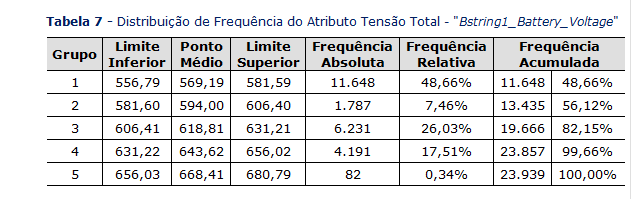 Tabela 7 - Distribuição de Frequência do Atributo Tensão Total - "Bstring1_Battery_Voltage"
Grupo Limite Inferior Ponto Médio Limite Superior Frequência Absoluta Frequência Relativa Frequência Acumulada
1 556,79 569,19 581,59 11.648 48,66% 11.648 48,66%
2 581,60 594,00 606,40 1.787 7,46% 13.435 56,12%
3 606,41 618,81 631,21 6.231 26,03% 19.666 82,15%
4 631,22 643,62 656,02 4.191 17,51% 23.857 99,66%
5 656,03 668,41 680,79 82 0,34% 23.939 100,00%